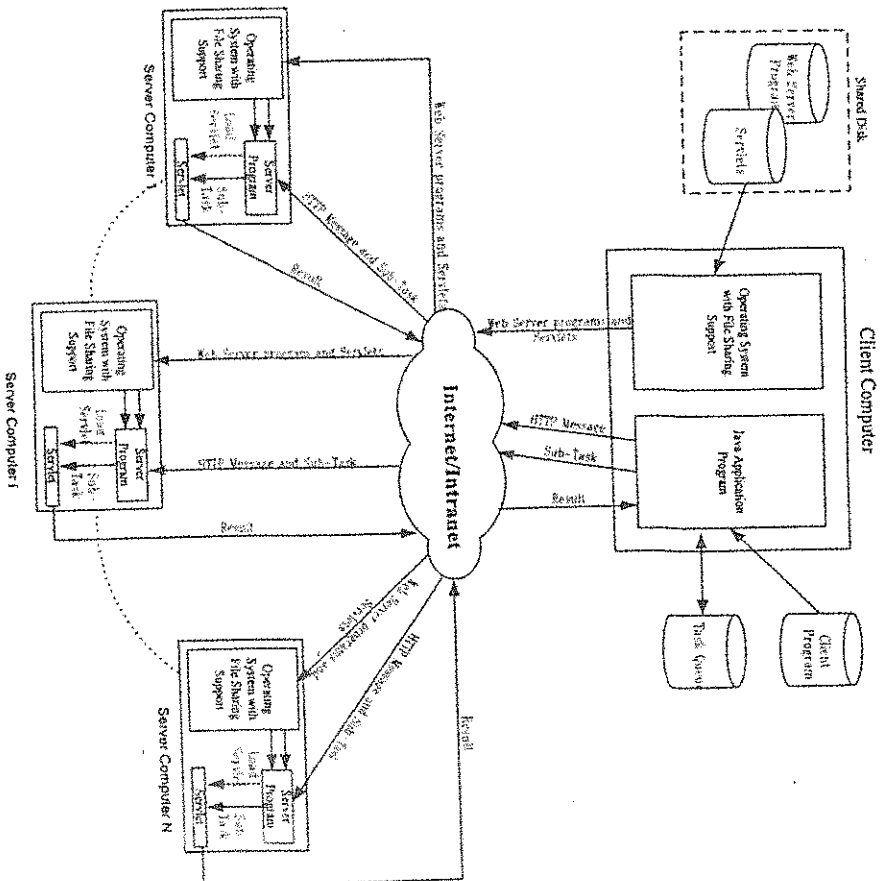 Client Computer
Shared Disk
Web Server
Program
Servlets
Operating System
with File Sharing
Support
Java Application
Program
Client
Program
Task Queue
Web Server programs and
Servlets
HTTP Message
Sub-Task
Result
Internet/Intranet
Web Server programs and Servlets
HTTP Message and Sub-Task
Result
Web Server program and Servlets
HTTP Message and Sub-Task
Result
Web Server programs and
Servlets
HTTP Message and Sub-Task
Result
Operating
System with
File Sharing
Support
Server
Program
Load
Servlet
Sub-
Task
Servlet
Server Computer 1
Operating
System with
File Sharing
Support
Server
Program
Load
Servlet
Sub-
Task
Servlet
Server Computer i
Operating
System with
File Sharing
Support
Server
Program
Load
Servlet
Sub-
Task
Servlet
Server Computer N